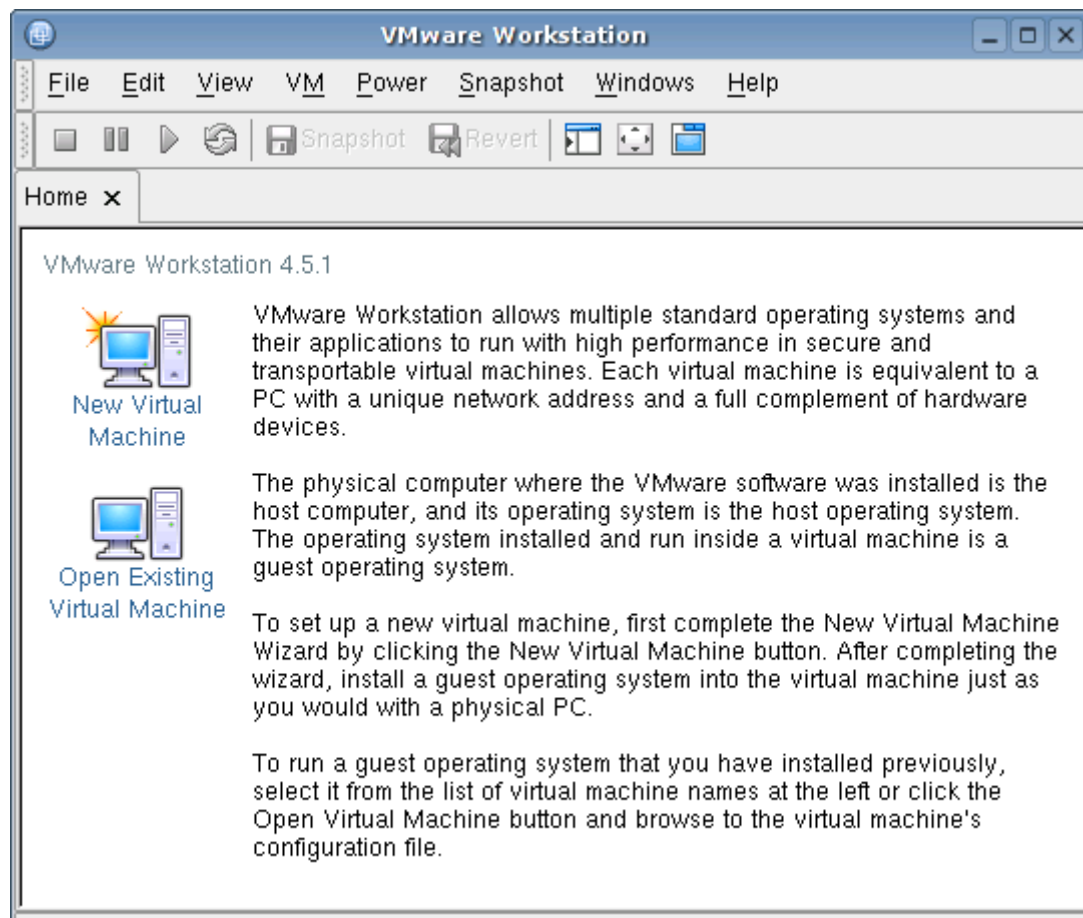 VMware Workstation
File Edit View VM Power Snapshot Windows Help
Snapshot Revert
Home
VMware Workstation 4.5.1
New Virtual
Machine
Open Existing
Virtual Machine
VMware Workstation allows multiple standard operating systems and
their applications to run with high performance in secure and
transportable virtual machines. Each virtual machine is equivalent to a
PC with a unique network address and a full complement of hardware
devices.
The physical computer where the VMware software was installed is the
host computer, and its operating system is the host operating system.
The operating system installed and run inside a virtual machine is a
guest operating system.
To set up a new virtual machine, first complete the New Virtual Machine
Wizard by clicking the New Virtual Machine button. After completing the
wizard, install a guest operating system into the virtual machine just as
you would with a physical PC.
To run a guest operating system that you have installed previously,
select it from the list of virtual machine names at the left or click the
Open Virtual Machine button and browse to the virtual machine's
configuration file.